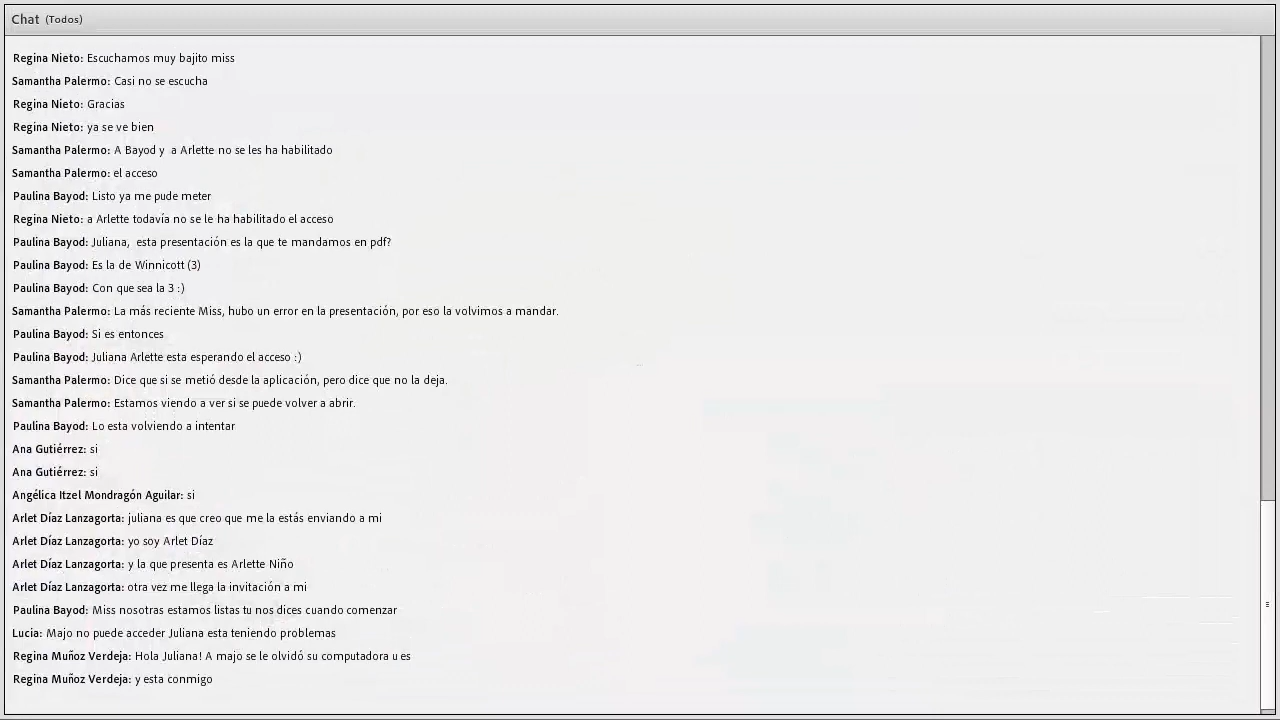 Chat (Todos)
Regina Nieto: Escuchamos muy bajito miss
Samantha Palermo: Casi no se escucha
Regina Nieto: Gracias
Regina Nieto: ya se ve bien
Samantha Palermo: A Bayod y  a Arlette no se les ha habilitado
Samantha Palermo: el acceso
Paulina Bayod: Listo ya me pude meter
Regina Nieto: a Arlette todavía no se le ha habilitado el acceso
Paulina Bayod: Juliana,  esta presentación es la que te mandamos en pdf?
Paulina Bayod: Es la de Winnicott (3)
Paulina Bayod: Con que sea la 3 :)
Samantha Palermo: La más reciente Miss, hubo un error en la presentación, por eso la volvimos a mandar.
Paulina Bayod: Si es entonces
Paulina Bayod: Juliana Arlette esta esperando el acceso :)
Samantha Palermo: Dice que si se metió desde la aplicación, pero dice que no la deja.
Samantha Palermo: Estamos viendo a ver si se puede volver a abrir.
Paulina Bayod: Lo esta volviendo a intentar
Ana Gutiérrez: si
Ana Gutiérrez: si
Angélica Itzel Mondragón Aguilar: si
Arlet Díaz Lanzagorta: juliana es que creo que me la estás enviando a mi
Arlet Díaz Lanzagorta: yo soy Arlet Díaz
Arlet Díaz Lanzagorta: y la que presenta es Arlette Niño
Arlet Díaz Lanzagorta: otra vez me llega la invitación a mi
Paulina Bayod: Miss nosotras estamos listas tu nos dices cuando comenzar
Lucia: Majo no puede acceder Juliana esta teniendo problemas
Regina Muñoz Verdeja: Hola Juliana! A majo se le olvidó su computadora u es
Regina Muñoz Verdeja: y esta conmigo